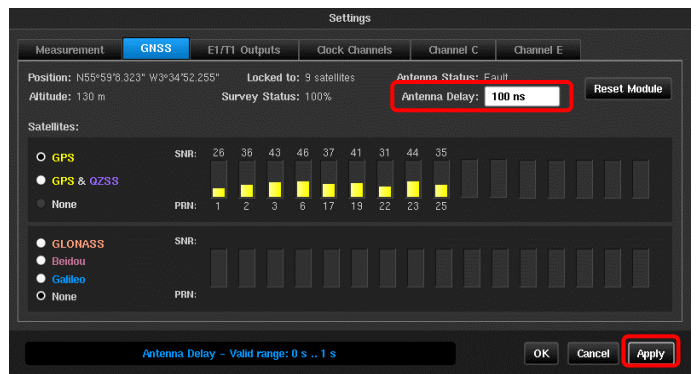 Settings
Measurement GNSS E1/T1 Outputs Clock Channels Channel C Channel E
Position: N55°59'8.323" W3°34'52.255" Locked to: 9 satellites Antenna Status: Fault
Altitude: 130 m Survey Status: 100% Antenna Delay: 100 ns Reset Module
Satellites:
GPS SNR: 26 36 43 46 37 41 31 44 35
GPS & QZSS
None PRN: 1 2 3 6 17 19 22 23 25
GLONASS SNR:
Beidou
Galileo
None PRN:
Antenna Delay - Valid range: 0 s .. 1 s OK Cancel Apply